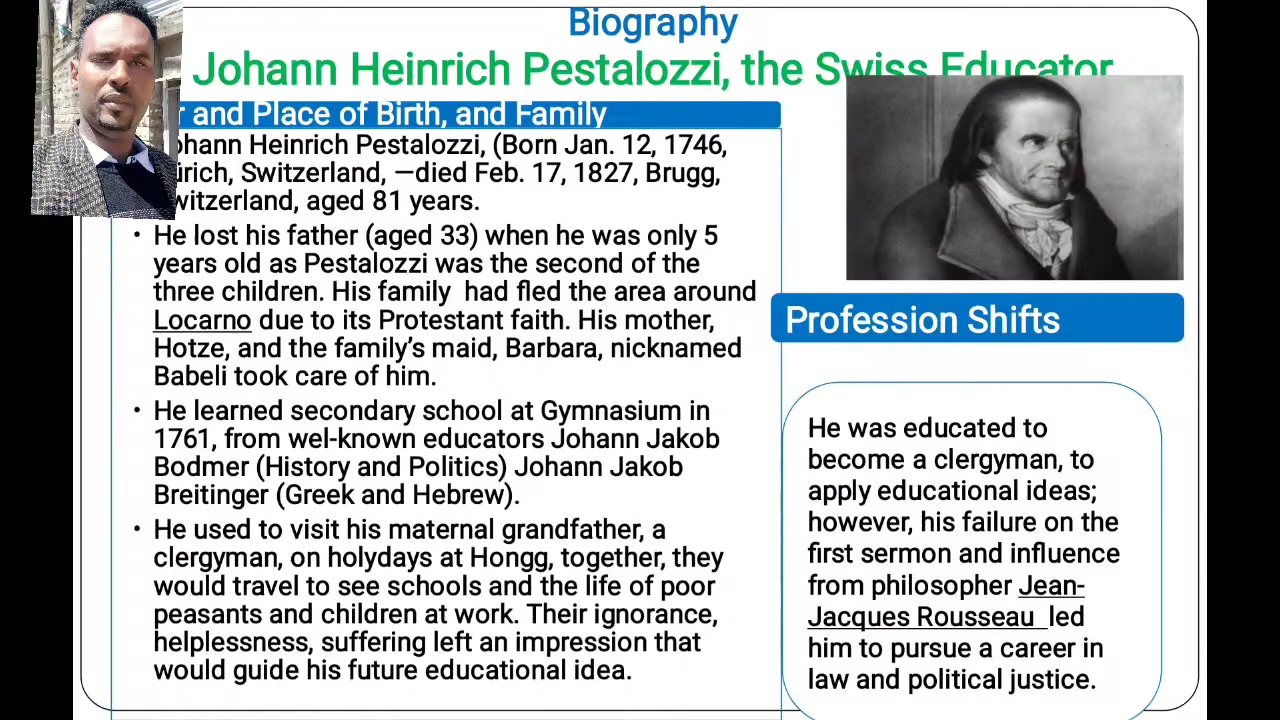 Biography
Johann Heinrich Pestalozzi, the Swiss Educator
r and Place of Birth, and Family
ohann Heinrich Pestalozzi, (Born Jan. 12, 1746,
ürich, Switzerland, —died Feb. 17, 1827, Brugg,
witzerland, aged 81 years.
• He lost his father (aged 33) when he was only 5
years old as Pestalozzi was the second of the
three children. His family had fled the area around
Locarno due to its Protestant faith. His mother,
Hotze, and the family's maid, Barbara, nicknamed
Babeli took care of him.
• He learned secondary school at Gymnasium in
1761, from wel-known educators Johann Jakob
Bodmer (History and Politics) Johann Jakob
Breitinger (Greek and Hebrew).
• He used to visit his maternal grandfather, a
clergyman, on holydays at Hongg, together, they
would travel to see schools and the life of poor
peasants and children at work. Their ignorance,
helplessness, suffering left an impression that
would guide his future educational idea.
Profession Shifts
He was educated to
become a clergyman, to
apply educational ideas;
however, his failure on the
first sermon and influence
from philosopher Jean-
Jacques Rousseau led
him to pursue a career in
law and political justice.